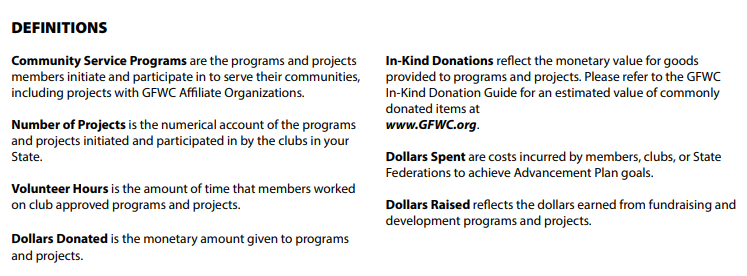 DEFINITIONS
Community Service Programs are the programs and projects
members initiate and participate in to serve their communities,
including projects with GFWC Affiliate Organizations.
Number of Projects is the numerical account of the programs
and projects initiated and participated in by the clubs in your
State.
Volunteer Hours is the amount of time that members worked
on club approved programs and projects.
Dollars Donated is the monetary amount given to programs
and projects.
In-Kind Donations reflect the monetary value for goods
provided to programs and projects. Please refer to the GFWC
In-Kind Donation Guide for an estimated value of commonly
donated items at
www.GFWC.org.
Dollars Spent are costs incurred by members, clubs, or State
Federations to achieve Advancement Plan goals.
Dollars Raised reflects the dollars earned from fundraising and
development programs and projects.